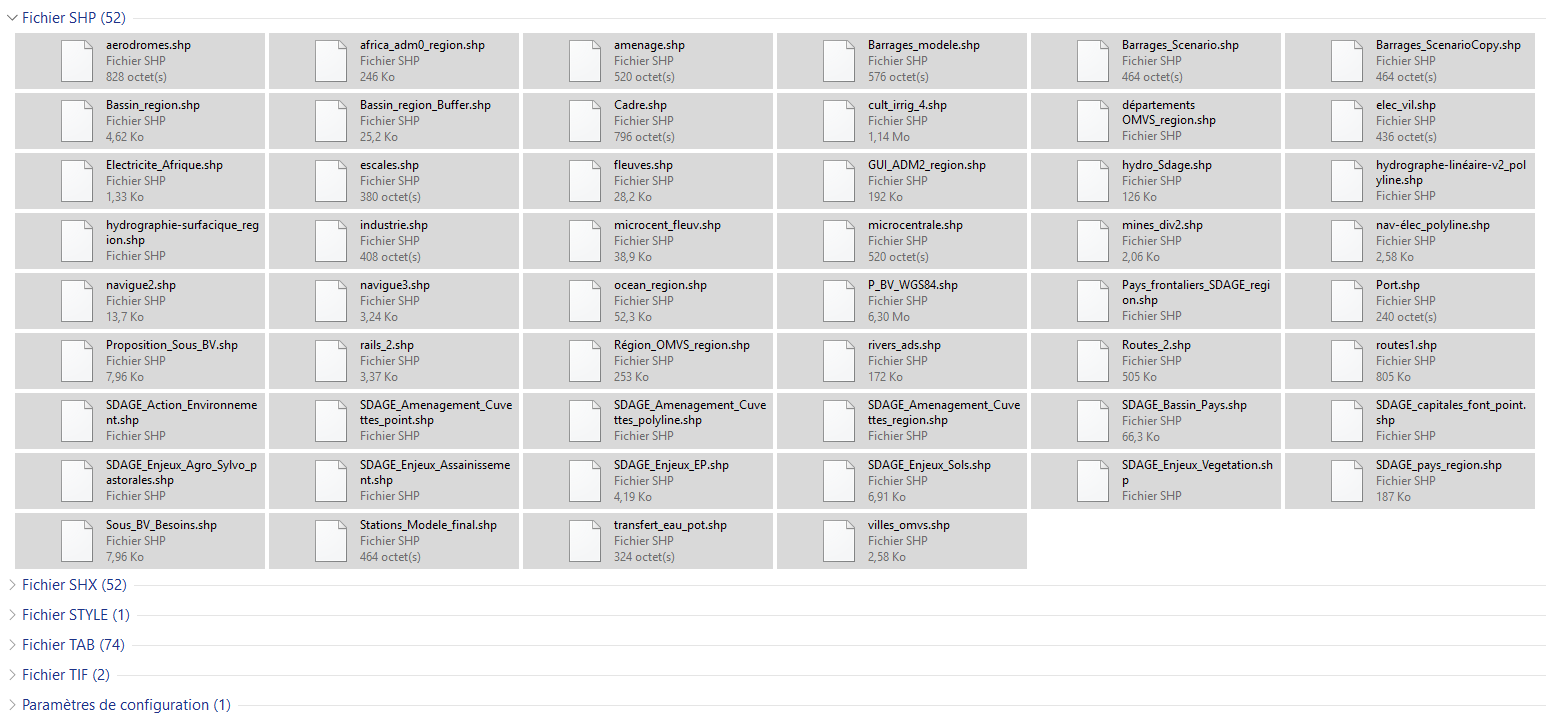 Fichier SHP (52)
aerodromes.shp
Fichier SHP
828 octet(s)
africa_adm0_region.shp
Fichier SHP
246 Ko
amenage.shp
Fichier SHP
520 octet(s)
Barrages_modele.shp
Fichier SHP
576 octet(s)
Barrages_Scenario.shp
Fichier SHP
464 octet(s)
Barrages_ScenarioCopy.shp
Fichier SHP
464 octet(s)
Bassin_region.shp
Fichier SHP
4,62 Ko
Bassin_region_Buffer.shp
Fichier SHP
25,2 Ko
Cadre.shp
Fichier SHP
796 octet(s)
cult_irrig_4.shp
Fichier SHP
1,14 Mo
départements
OMVS_region.shp
Fichier SHP
elec_vil.shp
Fichier SHP
436 octet(s)
Electricite_Afrique.shp
Fichier SHP
1,33 Ko
escales.shp
Fichier SHP
380 octet(s)
fleuves.shp
Fichier SHP
28,2 Ko
GUI_ADM2_region.shp
Fichier SHP
192 Ko
hydro_Sdage.shp
Fichier SHP
126 Ko
hydrographe-linéaire-v2_pol
yline.shp
Fichier SHP
hydrographie-surfacique_reg
ion.shp
Fichier SHP
industrie.shp
Fichier SHP
408 octet(s)
microcent_fleuv.shp
Fichier SHP
38,9 Ko
microcentrale.shp
Fichier SHP
520 octet(s)
mines_div2.shp
Fichier SHP
2,06 Ko
nav-élec_polyline.shp
Fichier SHP
2,58 Ko
navigue2.shp
Fichier SHP
13,7 Ko
navigue3.shp
Fichier SHP
3,24 Ko
ocean_region.shp
Fichier SHP
52,3 Ko
P_BV_WGS84.shp
Fichier SHP
6,30 Mo
Pays_frontaliers_SDAGE_regi
on.shp
Fichier SHP
Port.shp
Fichier SHP
240 octet(s)
Proposition_Sous_BV.shp
Fichier SHP
7,96 Ko
rails_2.shp
Fichier SHP
3,37 Ko
Région_OMVS_region.shp
Fichier SHP
253 Ko
rivers_ads.shp
Fichier SHP
172 Ko
Routes_2.shp
Fichier SHP
505 Ko
routes1.shp
Fichier SHP
805 Ko
SDAGE_Action_Environneme
nt.shp
Fichier SHP
SDAGE_Amenagement_Cuve
ttes_point.shp
Fichier SHP
SDAGE_Amenagement_Cuve
ttes_polyline.shp
Fichier SHP
SDAGE_Amenagement_Cuve
ttes_region.shp
Fichier SHP
SDAGE_Bassin_Pays.shp
Fichier SHP
66,3 Ko
SDAGE_capitales_font_point.
shp
Fichier SHP
SDAGE_Enjeux_Agro_Sylvo_p
astorales.shp
Fichier SHP
SDAGE_Enjeux_Assainisseme
nt.shp
Fichier SHP
SDAGE_Enjeux_EP.shp
Fichier SHP
4,19 Ko
SDAGE_Enjeux_Sols.shp
Fichier SHP
6,91 Ko
SDAGE_Enjeux_Vegetation.sh
p
Fichier SHP
SDAGE_pays_region.shp
Fichier SHP
187 Ko
Sous_BV_Besoins.shp
Fichier SHP
7,96 Ko
Stations_Modele_final.shp
Fichier SHP
464 octet(s)
transfert_eau_pot.shp
Fichier SHP
324 octet(s)
villes_omvs.shp
Fichier SHP
2,58 Ko
Fichier SHX (52)
Fichier STYLE (1)
Fichier TAB (74)
Fichier TIF (2)
Paramètres de configuration (1)